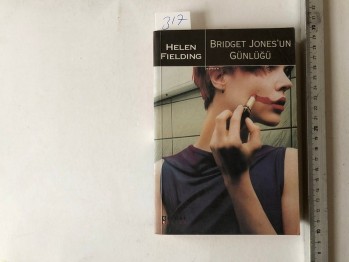 317
HELEN
FIELDING
BRIDGET JONES'UN
GÜNLÜĞÜ